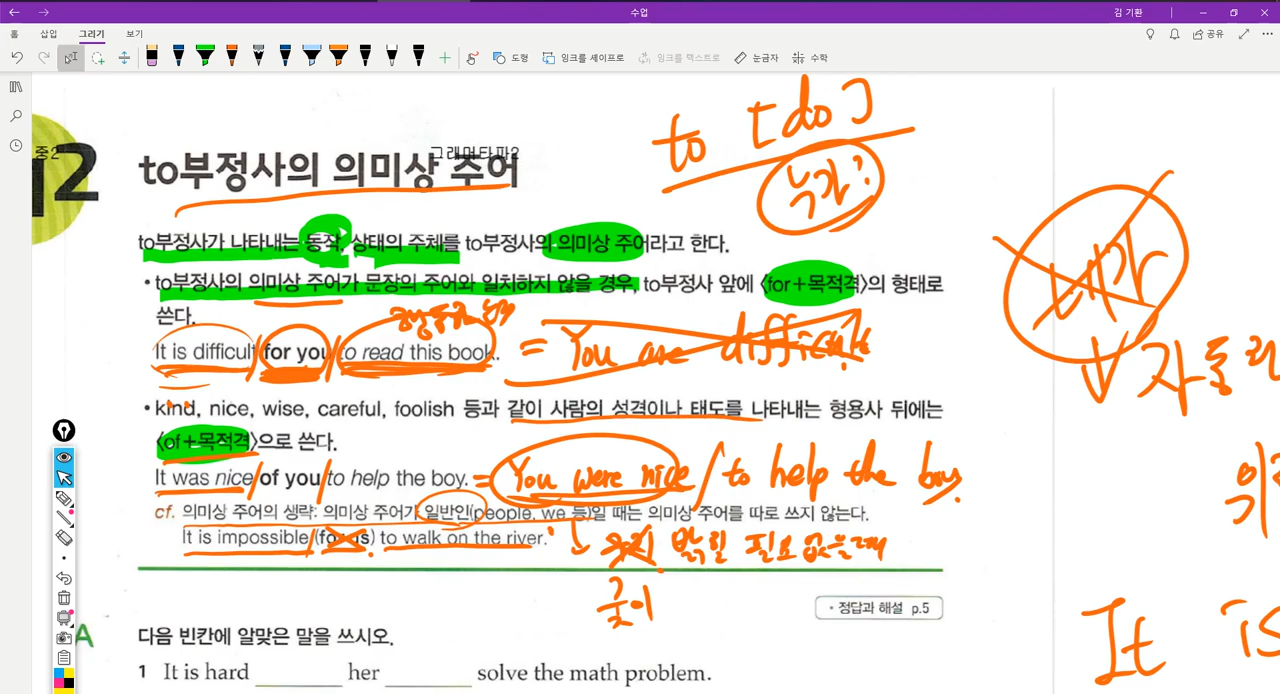 수업
김 기환
홈 삽입 그리기 보기
공유
도형 잉크를 셰이프로 잉크를 텍스트로 눈금자 수학
to [do]
누가?
중2
그래머타파2
12 to부정사의 의미상 주어
to부정사가 나타내는 동작, 상태의 주체를 to부정사의 의미상 주어라고 한다.
• to부정사의 의미상 주어가 문장의 주어와 일치하지 않을 경우, to부정사 앞에 〈for+목적격〉의 형태로
쓴다.
It is difficult / for you / to read this book. = You are difficult
자동
• kind, nice, wise, careful, foolish 등과 같이 사람의 성격이나 태도를 나타내는 형용사 뒤에는
〈of+목적격〉으로 쓴다.
It was nice / of you / to help the boy. = You were nice / to help the boy.
cf. 의미상 주어의 생략: 의미상 주어가 일반인(people, we 등)일 때는 의미상 주어를 따로 쓰지 않는다.
It is impossible / (for us) to walk on the river.
밝힐 필요 없을 때
굳이
• 정답과 해설 p.5
It is
A 다음 빈칸에 알맞은 말을 쓰시오.
1 It is hard ______ her ______ solve the math problem.